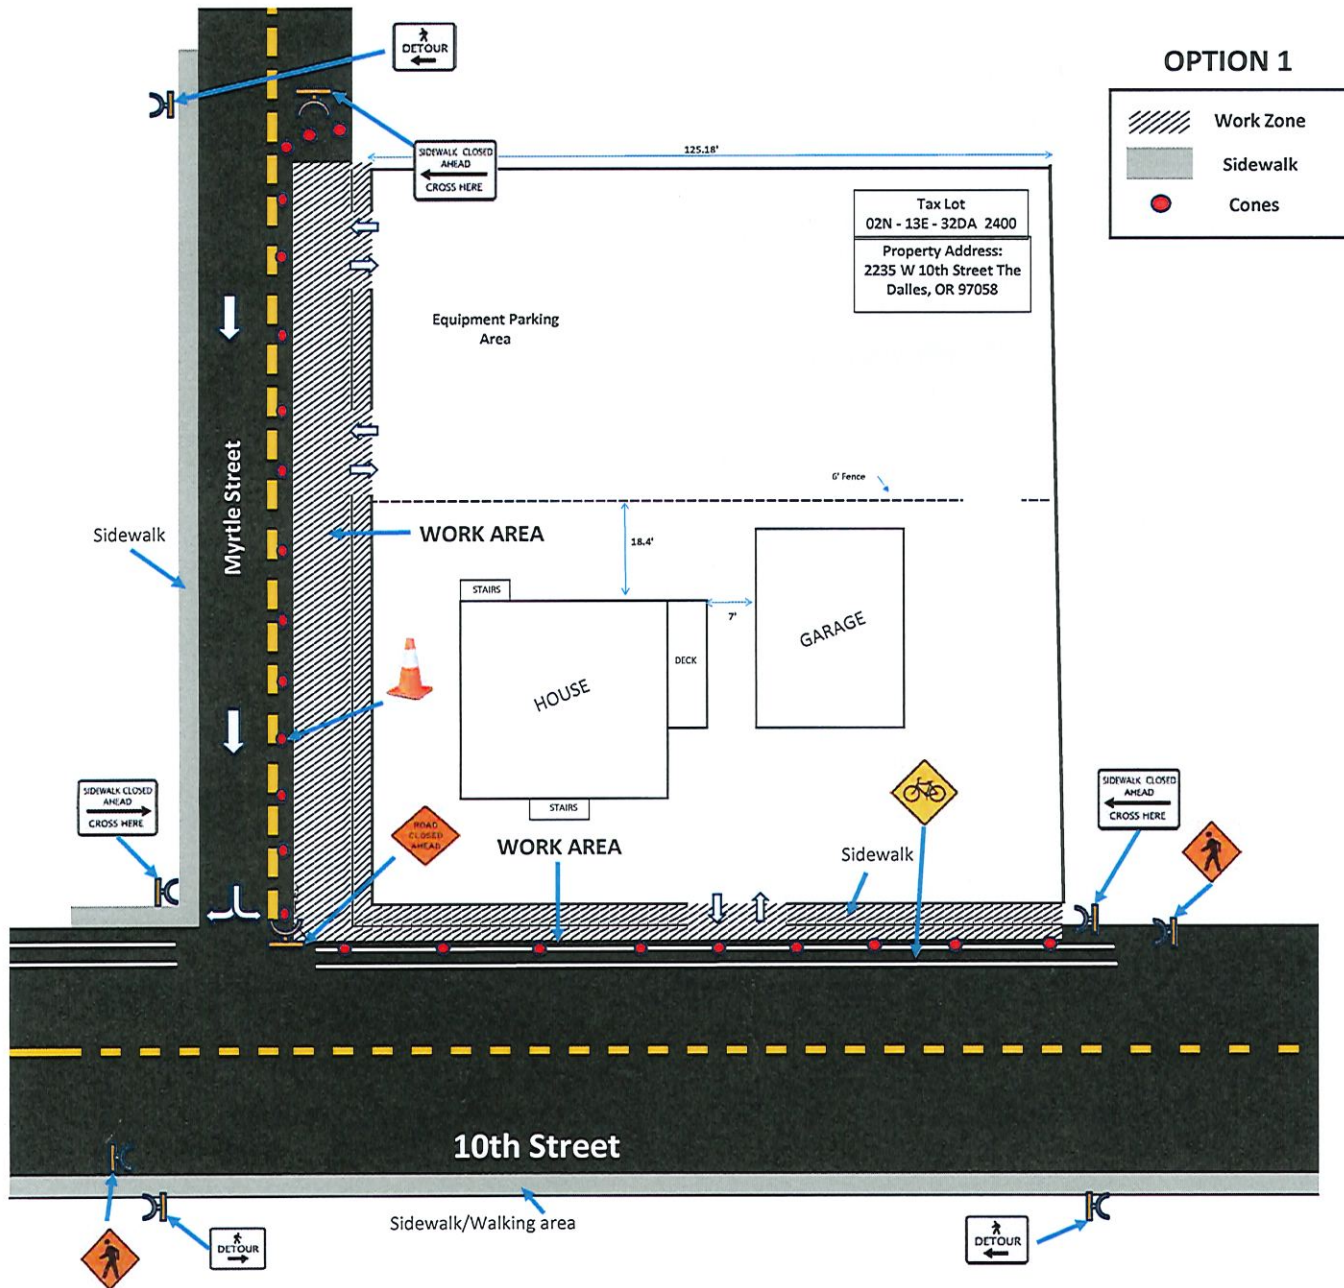 DETOUR
OPTION 1
Work Zone
Sidewalk
Cones
SIDEWALK CLOSED
AHEAD
CROSS HERE
125.18'
Tax Lot
02N - 13E - 32DA 2400
Property Address:
2235 W 10th Street The
Dalles, OR 97058
Equipment Parking
Area
Myrtle Street
6' Fence
Sidewalk
WORK AREA
18.4'
STAIRS
7'
GARAGE
DECK
HOUSE
SIDEWALK CLOSED
AHEAD
CROSS HERE
STAIRS
ROAD
CLOSED
AHEAD
WORK AREA
Sidewalk
SIDEWALK CLOSED
AHEAD
CROSS HERE
10th Street
Sidewalk/Walking area
DETOUR
DETOUR